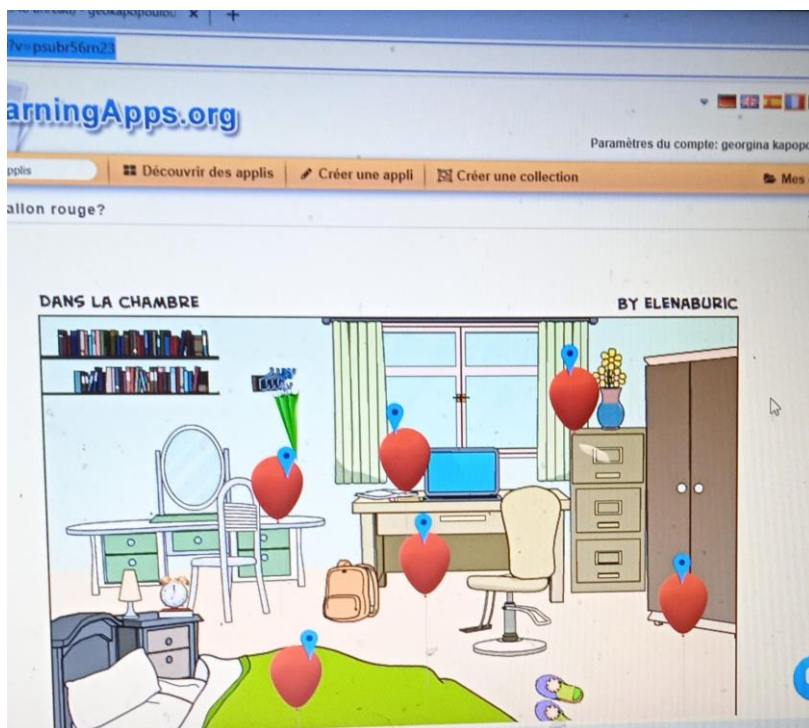 geokapopoulou x +
?v=psubr56m23
arningApps.org
Paramètres du compte: georgina kapopo
pplis
Découvrir des applis
Créer une appli
Créer une collection
Mes
allon rouge?
DANS LA CHAMBRE
BY ELENABURIC